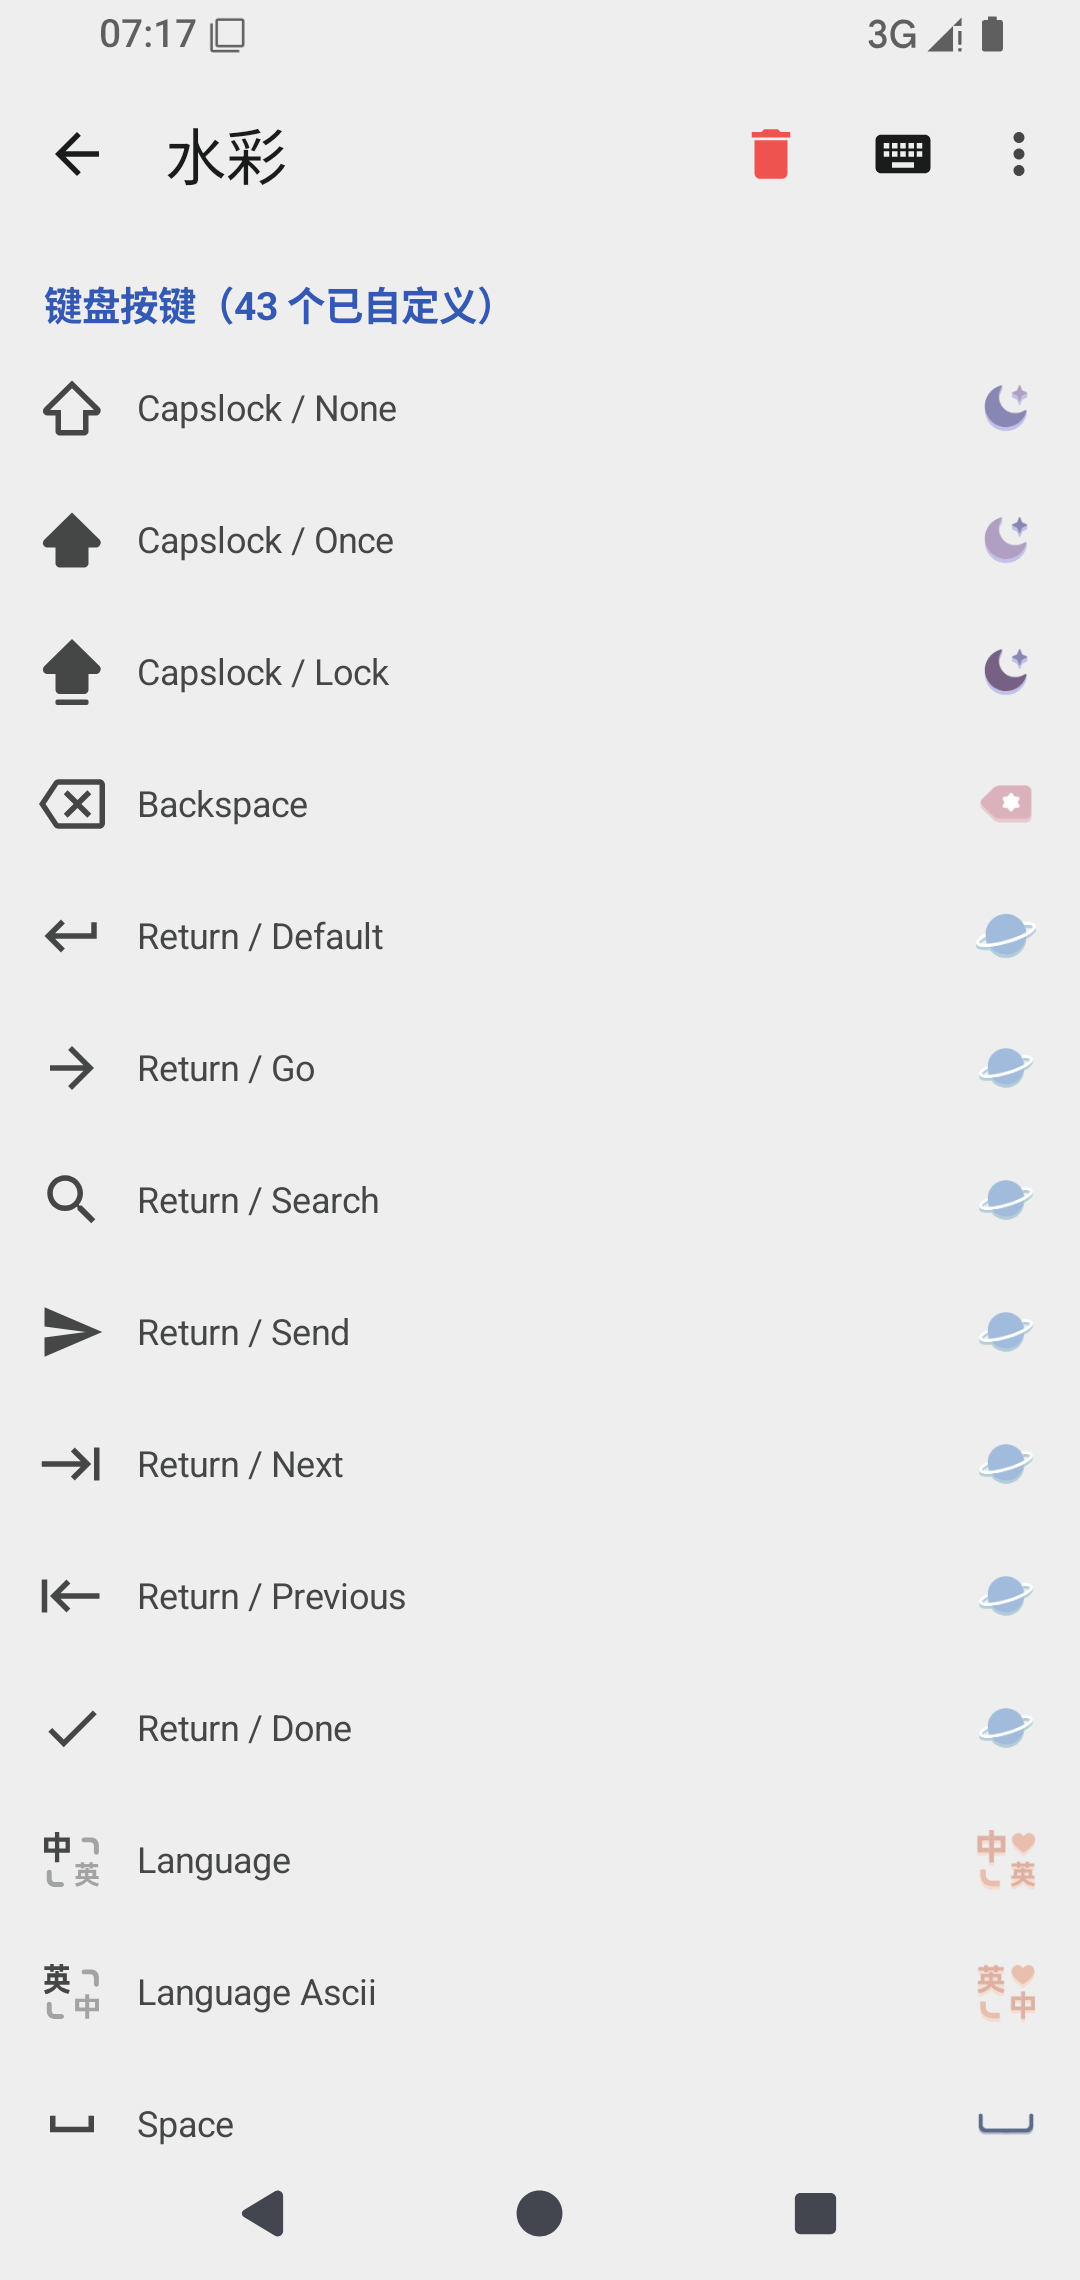 07:17
3G
水彩
键盘按键（43 个已自定义）
Capslock / None
Capslock / Once
Capslock / Lock
Backspace
Return / Default
Return / Go
Return / Search
Return / Send
Return / Next
Return / Previous
Return / Done
中 英 Language 中 英
英 中 Language Ascii 英 中
Space